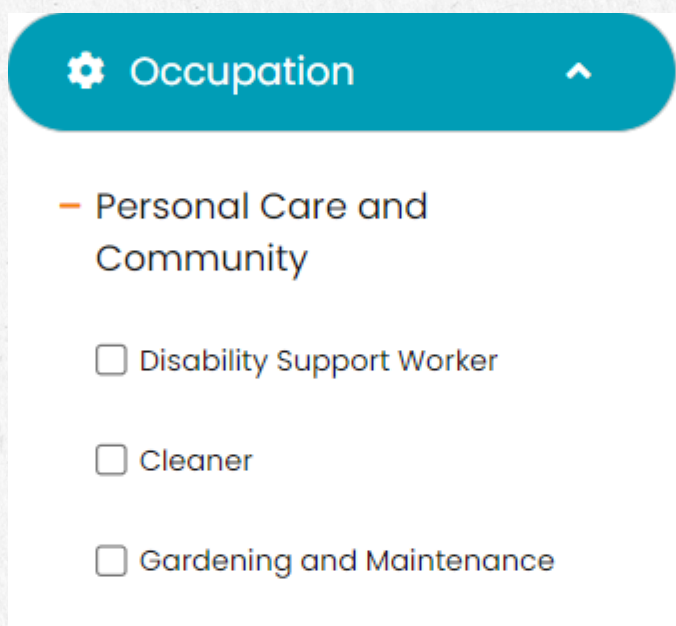 Occupation
Personal Care and
Community
Disability Support Worker
Cleaner
Gardening and Maintenance